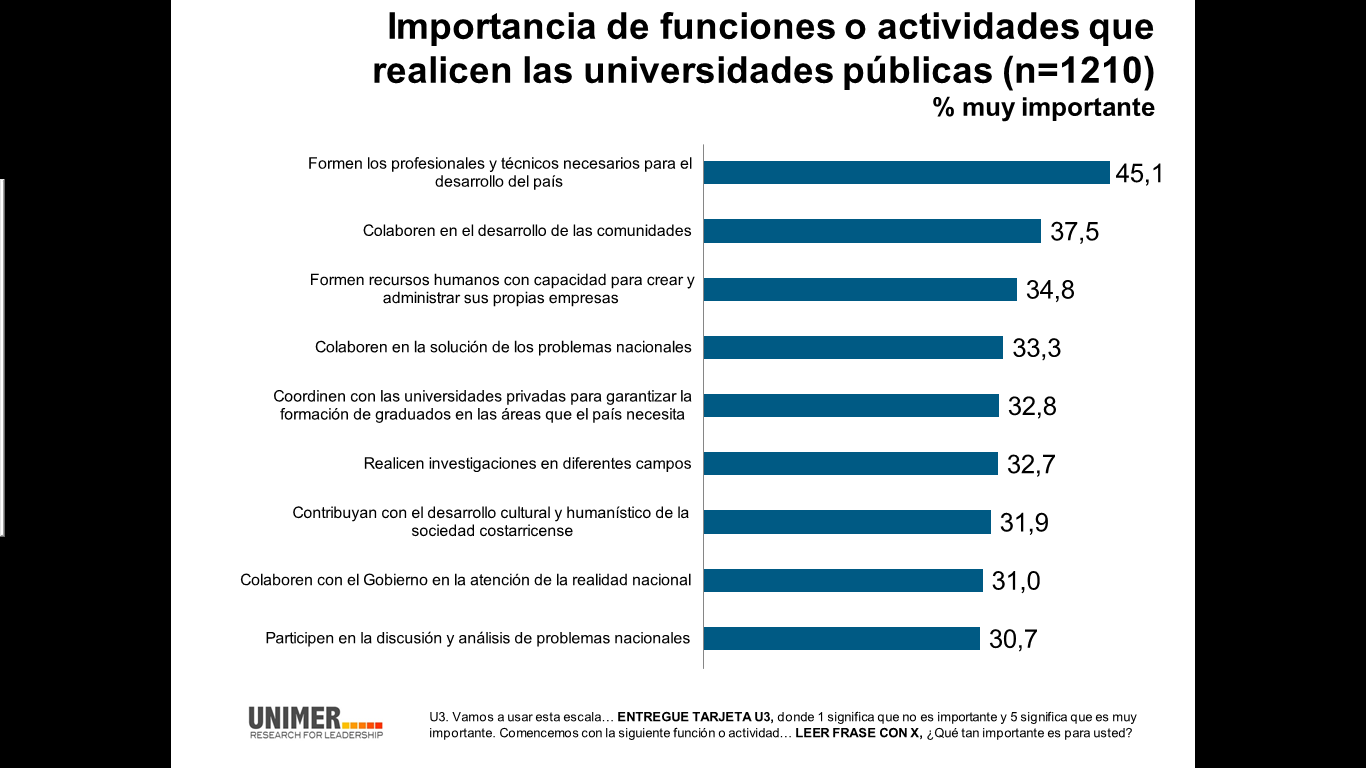 Importancia de funciones o actividades que
realicen las universidades públicas (n=1210)
% muy importante
Formen los profesionales y técnicos necesarios para el
desarrollo del país
45,1
Colaboren en el desarrollo de las comunidades
37,5
Formen recursos humanos con capacidad para crear y
administrar sus propias empresas
34,8
Colaboren en la solución de los problemas nacionales
33,3
Coordinen con las universidades privadas para garantizar la
formación de graduados en las áreas que el país necesita
32,8
Realicen investigaciones en diferentes campos
32,7
Contribuyan con el desarrollo cultural y humanístico de la
sociedad costarricense
31,9
Colaboren con el Gobierno en la atención de la realidad nacional
31,0
Participen en la discusión y análisis de problemas nacionales
30,7
UNIMER
RESEARCH FOR LEADERSHIP
U3. Vamos a usar esta escala… ENTREGUE TARJETA U3, donde 1 significa que no es importante y 5 significa que es muy
importante. Comencemos con la siguiente función o actividad… LEER FRASE CON X, ¿Qué tan importante es para usted?